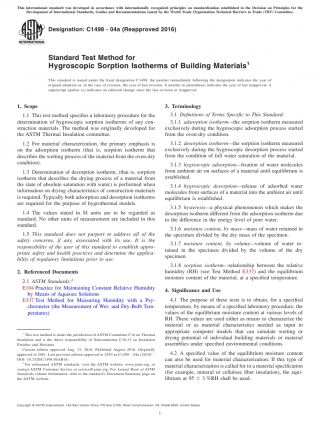 This international standard was developed in accordance with internationally recognized principles on standardization established in the Decision on Principles for the
Development of International Standards, Guides and Recommendations issued by the World Trade Organization Technical Barriers to Trade (TBT) Committee.
Designation: C1498 − 04a (Reapproved 2016)
INTERNATIONAL
Standard Test Method for
Hygroscopic Sorption Isotherms of Building Materials1
This standard is issued under the fixed designation C1498; the number immediately following the designation indicates the year of
original adoption or, in the case of revision, the year of last revision. A number in parentheses indicates the year of last reapproval. A
superscript epsilon (ε) indicates an editorial change since the last revision or reapproval.
1. Scope
1.1 This test method specifies a laboratory procedure for the
determination of hygroscopic sorption isotherms of any con-
struction materials. The method was originally developed for
the ASTM Thermal Insulation committee.
1.2 For material characterization, the primary emphasis is
on the adsorption isotherm (that is, sorption isotherm that
describes the wetting process of the material from the oven-dry
condition).
1.3 Determination of desorption isotherm, (that is, sorption
isotherm that describes the drying process of a material from
the state of absolute saturation with water) is performed when
information on drying characteristics of construction materials
is required. Typically both adsorption and desorption isotherms
are required for the purpose of hygrothermal models.
1.4 The values stated in SI units are to be regarded as
standard. No other units of measurement are included in this
standard.
1.5 This standard does not purport to address all of the
safety concerns, if any, associated with its use. It is the
responsibility of the user of this standard to establish appro-
priate safety and health practices and determine the applica-
bility of regulatory limitations prior to use.
2. Referenced Documents
2.1 ASTM Standards:2
E104 Practice for Maintaining Constant Relative Humidity
by Means of Aqueous Solutions
E337 Test Method for Measuring Humidity with a Psy-
chrometer (the Measurement of Wet- and Dry-Bulb Tem-
peratures)
1 This test method is under the jurisdiction of ASTM Committee C16 on Thermal
Insulation and is the direct responsibility of Subcommittee C16.33 on Insulation
Finishes and Moisture.
Current edition approved Aug. 15, 2016. Published August 2016. Originally
approved in 2001. Last previous edition approved in
DOI: 10.1520/C1498-04AR16.
2 For referenced ASTM standards, visit the ASTM website, www.astm.org, or
contact ASTM Customer Service at service@astm.org. For Annual Book of ASTM
Standards volume information, refer to the standard's Document Summary page on
the ASTM website.
3. Terminology
3.1 Definitions of Terms Specific to This Standard:
3.1.1 adsorption isotherm—the sorption isotherm measured
exclusively during the hygroscopic adsorption process started
from the oven-dry condition.
3.1.2 desorption isotherm—the sorption isotherm measured
exclusively during the hygroscopic desorption process started
from the condition of full water saturation of the material.
3.1.3 hygroscopic adsorption—fixation of water molecules
from ambient air on surfaces of a material until equilibrium is
established.
3.1.4 hygroscopic desorption—release of adsorbed water
molecules from surfaces of a material into the ambient air until
equilibrium is established.
3.1.5 hysteresis—a physical phenomenon which makes the
desorption isotherm different from the adsorption isotherm due
to the difference in the energy level of pore water.
3.1.6 moisture content, by mass—mass of water retained in
the specimen divided by the dry mass of the specimen.
3.1.7 moisture content, by volume—volume of water re-
tained in the specimen divided by the volume of the dry
specimen.
3.1.8 sorption isotherm—relationship between the relative
humidity (RH) (see Test Method E337) and the equilibrium
moisture content of the material, at a specified temperature.
4. Significance and Use
4.1 The purpose of these tests is to obtain, for a specified
temperature, by means of a specified laboratory procedure, the
values of the equilibrium moisture content at various levels of
RH. These values are used either as means to characterize the
material or as material characteristics needed as input to
appropriate computer models that can simulate wetting or
drying potential of individual building materials or material
assemblies under specified environmental conditions.
4.2 A specified value of the equilibrium moisture content
can also be used for material characterization. If this type of
material characterization is called for in a material specification
(for example, mineral or cellulose fiber insulation), the equi-
librium at 95 ± 3 %RH shall be used.
Copyright © ASTM International, 100 Barr Harbor Drive, PO Box C700, West Conshohocken, PA 19428-2959. United States
1